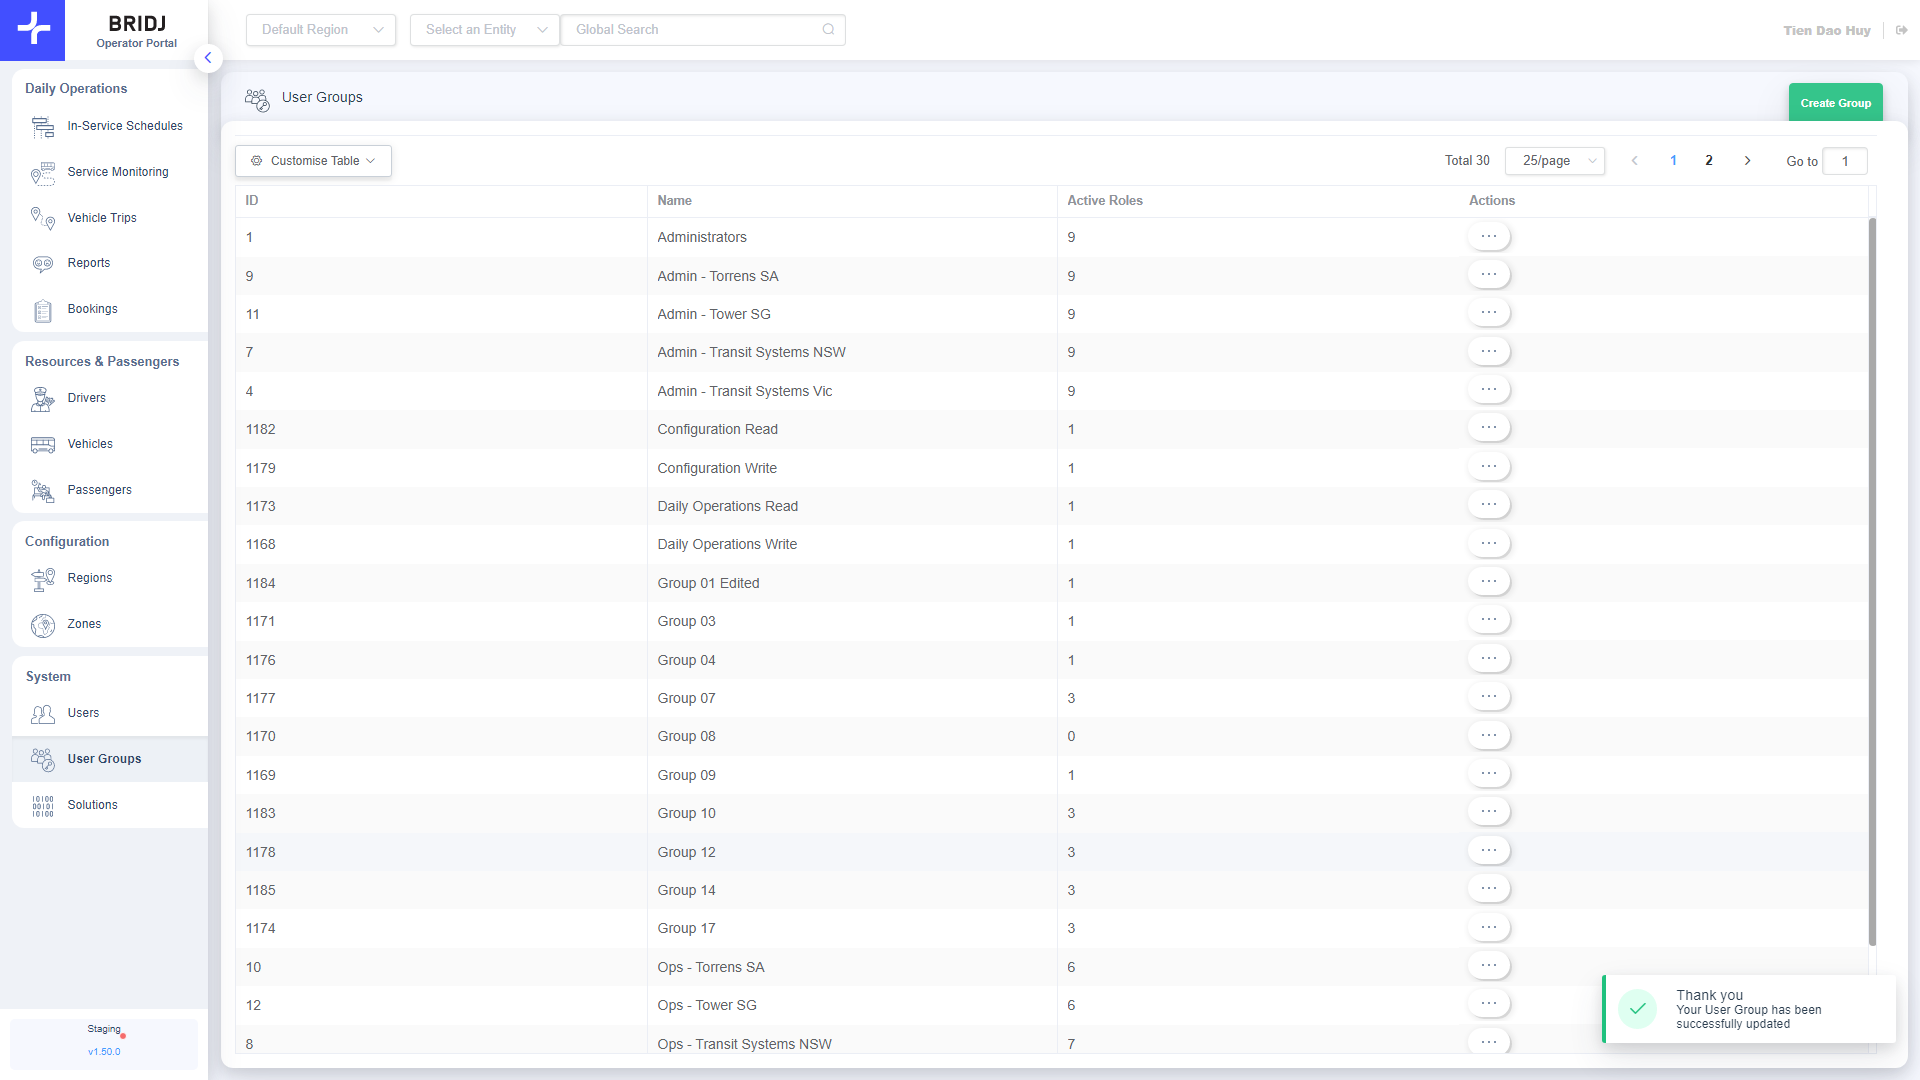 BRIDJ
Operator Portal
Default Region
Select an Entity
Global Search
Tien Dao Huy
Daily Operations
In-Service Schedules
Service Monitoring
Vehicle Trips
Reports
Bookings
Resources & Passengers
Drivers
Vehicles
Passengers
Configuration
Regions
Zones
System
Users
User Groups
10100
00101
10100
Solutions
Staging
v1.50.0
User Groups
Create Group
Customise Table
Total 30
25/page
1
2
Go to
1
ID Name Active Roles Actions
1 Administrators 9 ...
9 Admin - Torrens SA 9 ...
11 Admin - Tower SG 9 ...
7 Admin - Transit Systems NSW 9 ...
4 Admin - Transit Systems Vic 9 ...
1182 Configuration Read 1 ...
1179 Configuration Write 1 ...
1173 Daily Operations Read 1 ...
1168 Daily Operations Write 1 ...
1184 Group 01 Edited 1 ...
1171 Group 03 1 ...
1176 Group 04 1 ...
1177 Group 07 3 ...
1170 Group 08 0 ...
1169 Group 09 1 ...
1183 Group 10 3 ...
1178 Group 12 3 ...
1185 Group 14 3 ...
1174 Group 17 3 ...
10 Ops - Torrens SA 6 ...
12 Ops - Tower SG 6 ...
8 Ops - Transit Systems NSW 7 ...
Thank you
Your User Group has been
successfully updated